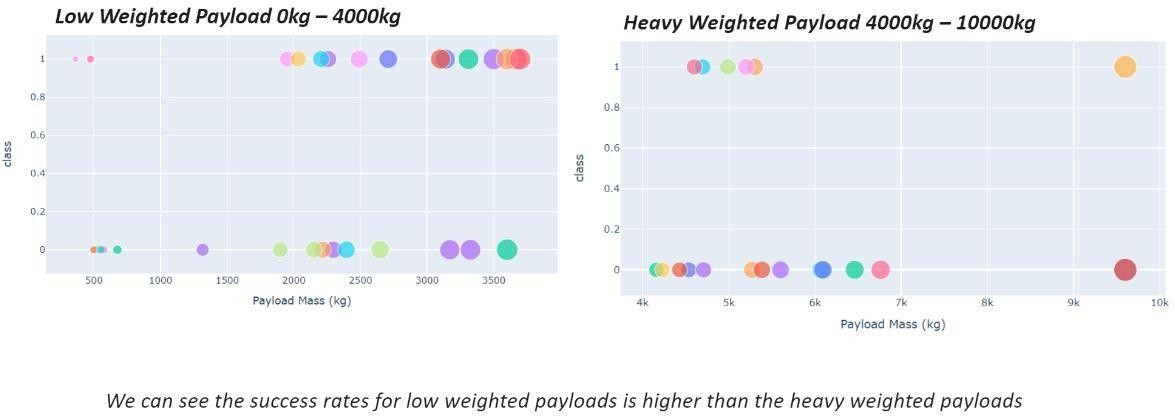 Low Weighted Payload 0kg – 4000kg
1
0.8
0.6
0.4
0.2
0
class
500
1000
1500
2000
2500
3000
3500
Payload Mass (kg)
Heavy Weighted Payload 4000kg – 10000kg
1
0.8
0.6
0.4
0.2
0
class
4k
5k
6k
7k
8k
9k
10k
Payload Mass (kg)
We can see the success rates for low weighted payloads is higher than the heavy weighted payloads